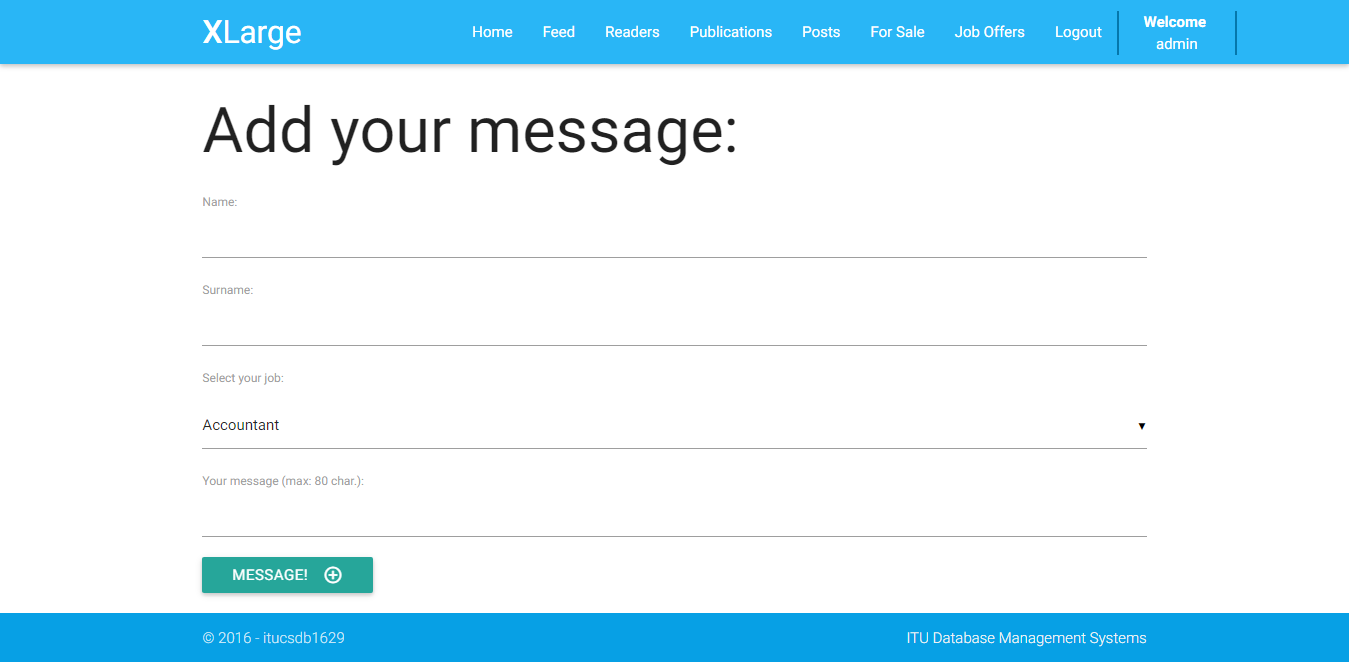 XLarge
Home Feed Readers Publications Posts For Sale Job Offers Logout
Welcome
admin
Add your message:
Name:
Surname:
Select your job:
Accountant ▼
Your message (max: 80 char.):
MESSAGE!
© 2016 - itucsdb1629
ITU Database Management Systems